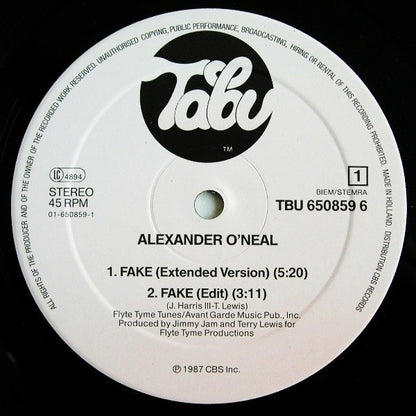 ALL RIGHTS OF THE PRODUCER AND OF THE OWNER OF THE RECORDED WORK RESERVED. UNAUTHORISED COPYING, PUBLIC PERFORMANCE, BROADCASTING, HIRING OR RENTAL OF THIS RECORDING PROHIBITED. MADE IN HOLLAND. DISTRIBUTION CBS RECORDS
Tabu
TM
LC 4894
STEREO
45 RPM
01-650859-1
1
BIEM/STEMRA
TBU 650859 6
ALEXANDER O'NEAL
1. FAKE (Extended Version) (5:20)
2. FAKE (Edit) (3:11)
(J. Harris III-T. Lewis)
Flyte Tyme Tunes/Avant Garde Music Pub., Inc.
Produced by Jimmy Jam and Terry Lewis for
Flyte Tyme Productions
℗ 1987 CBS Inc.